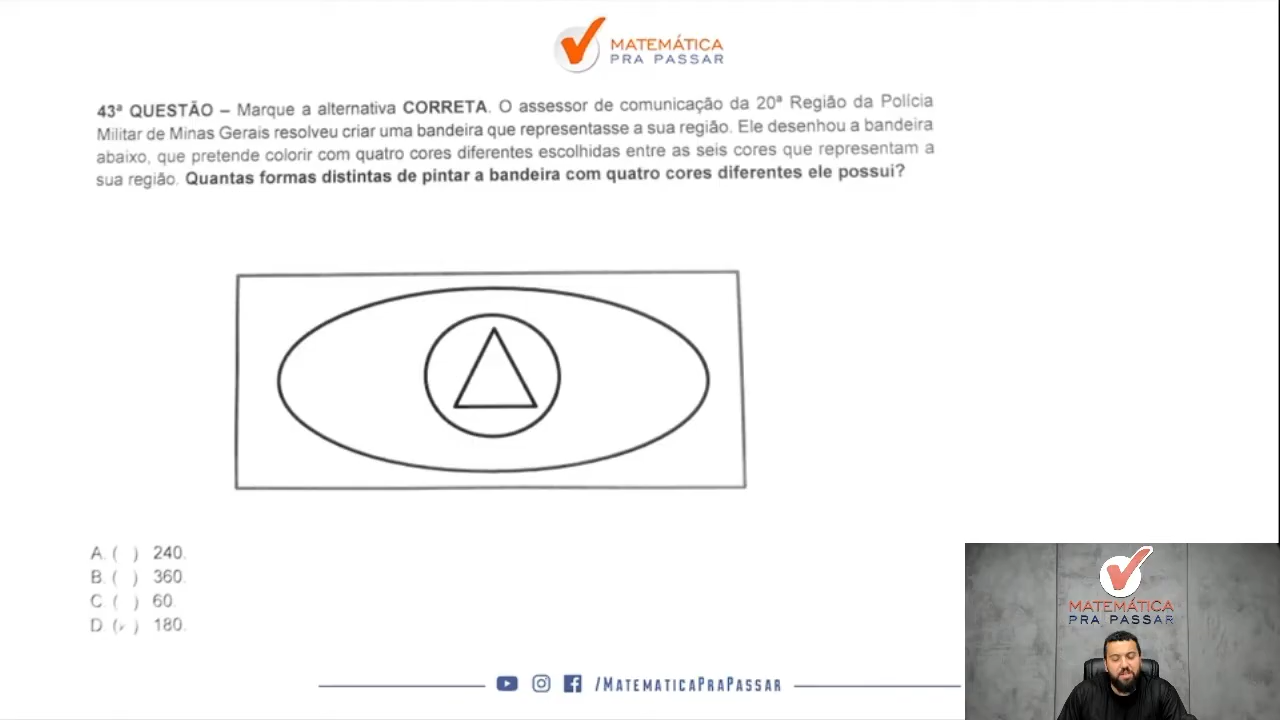 MATEMÁTICA
PRA PASSAR
43ª QUESTÃO – Marque a alternativa CORRETA. O assessor de comunicação da 20ª Região da Polícia
Militar de Minas Gerais resolveu criar uma bandeira que representasse a sua região. Ele desenhou a bandeira
abaixo, que pretende colorir com quatro cores diferentes escolhidas entre as seis cores que representam a
sua região. Quantas formas distintas de pintar a bandeira com quatro cores diferentes ele possui?
A. ( ) 240.
B. ( ) 360.
C. ( ) 60.
D. ( ) 180.
MATEMÁTICA
PRA PASSAR
/MATEMATICAPRAPASSAR